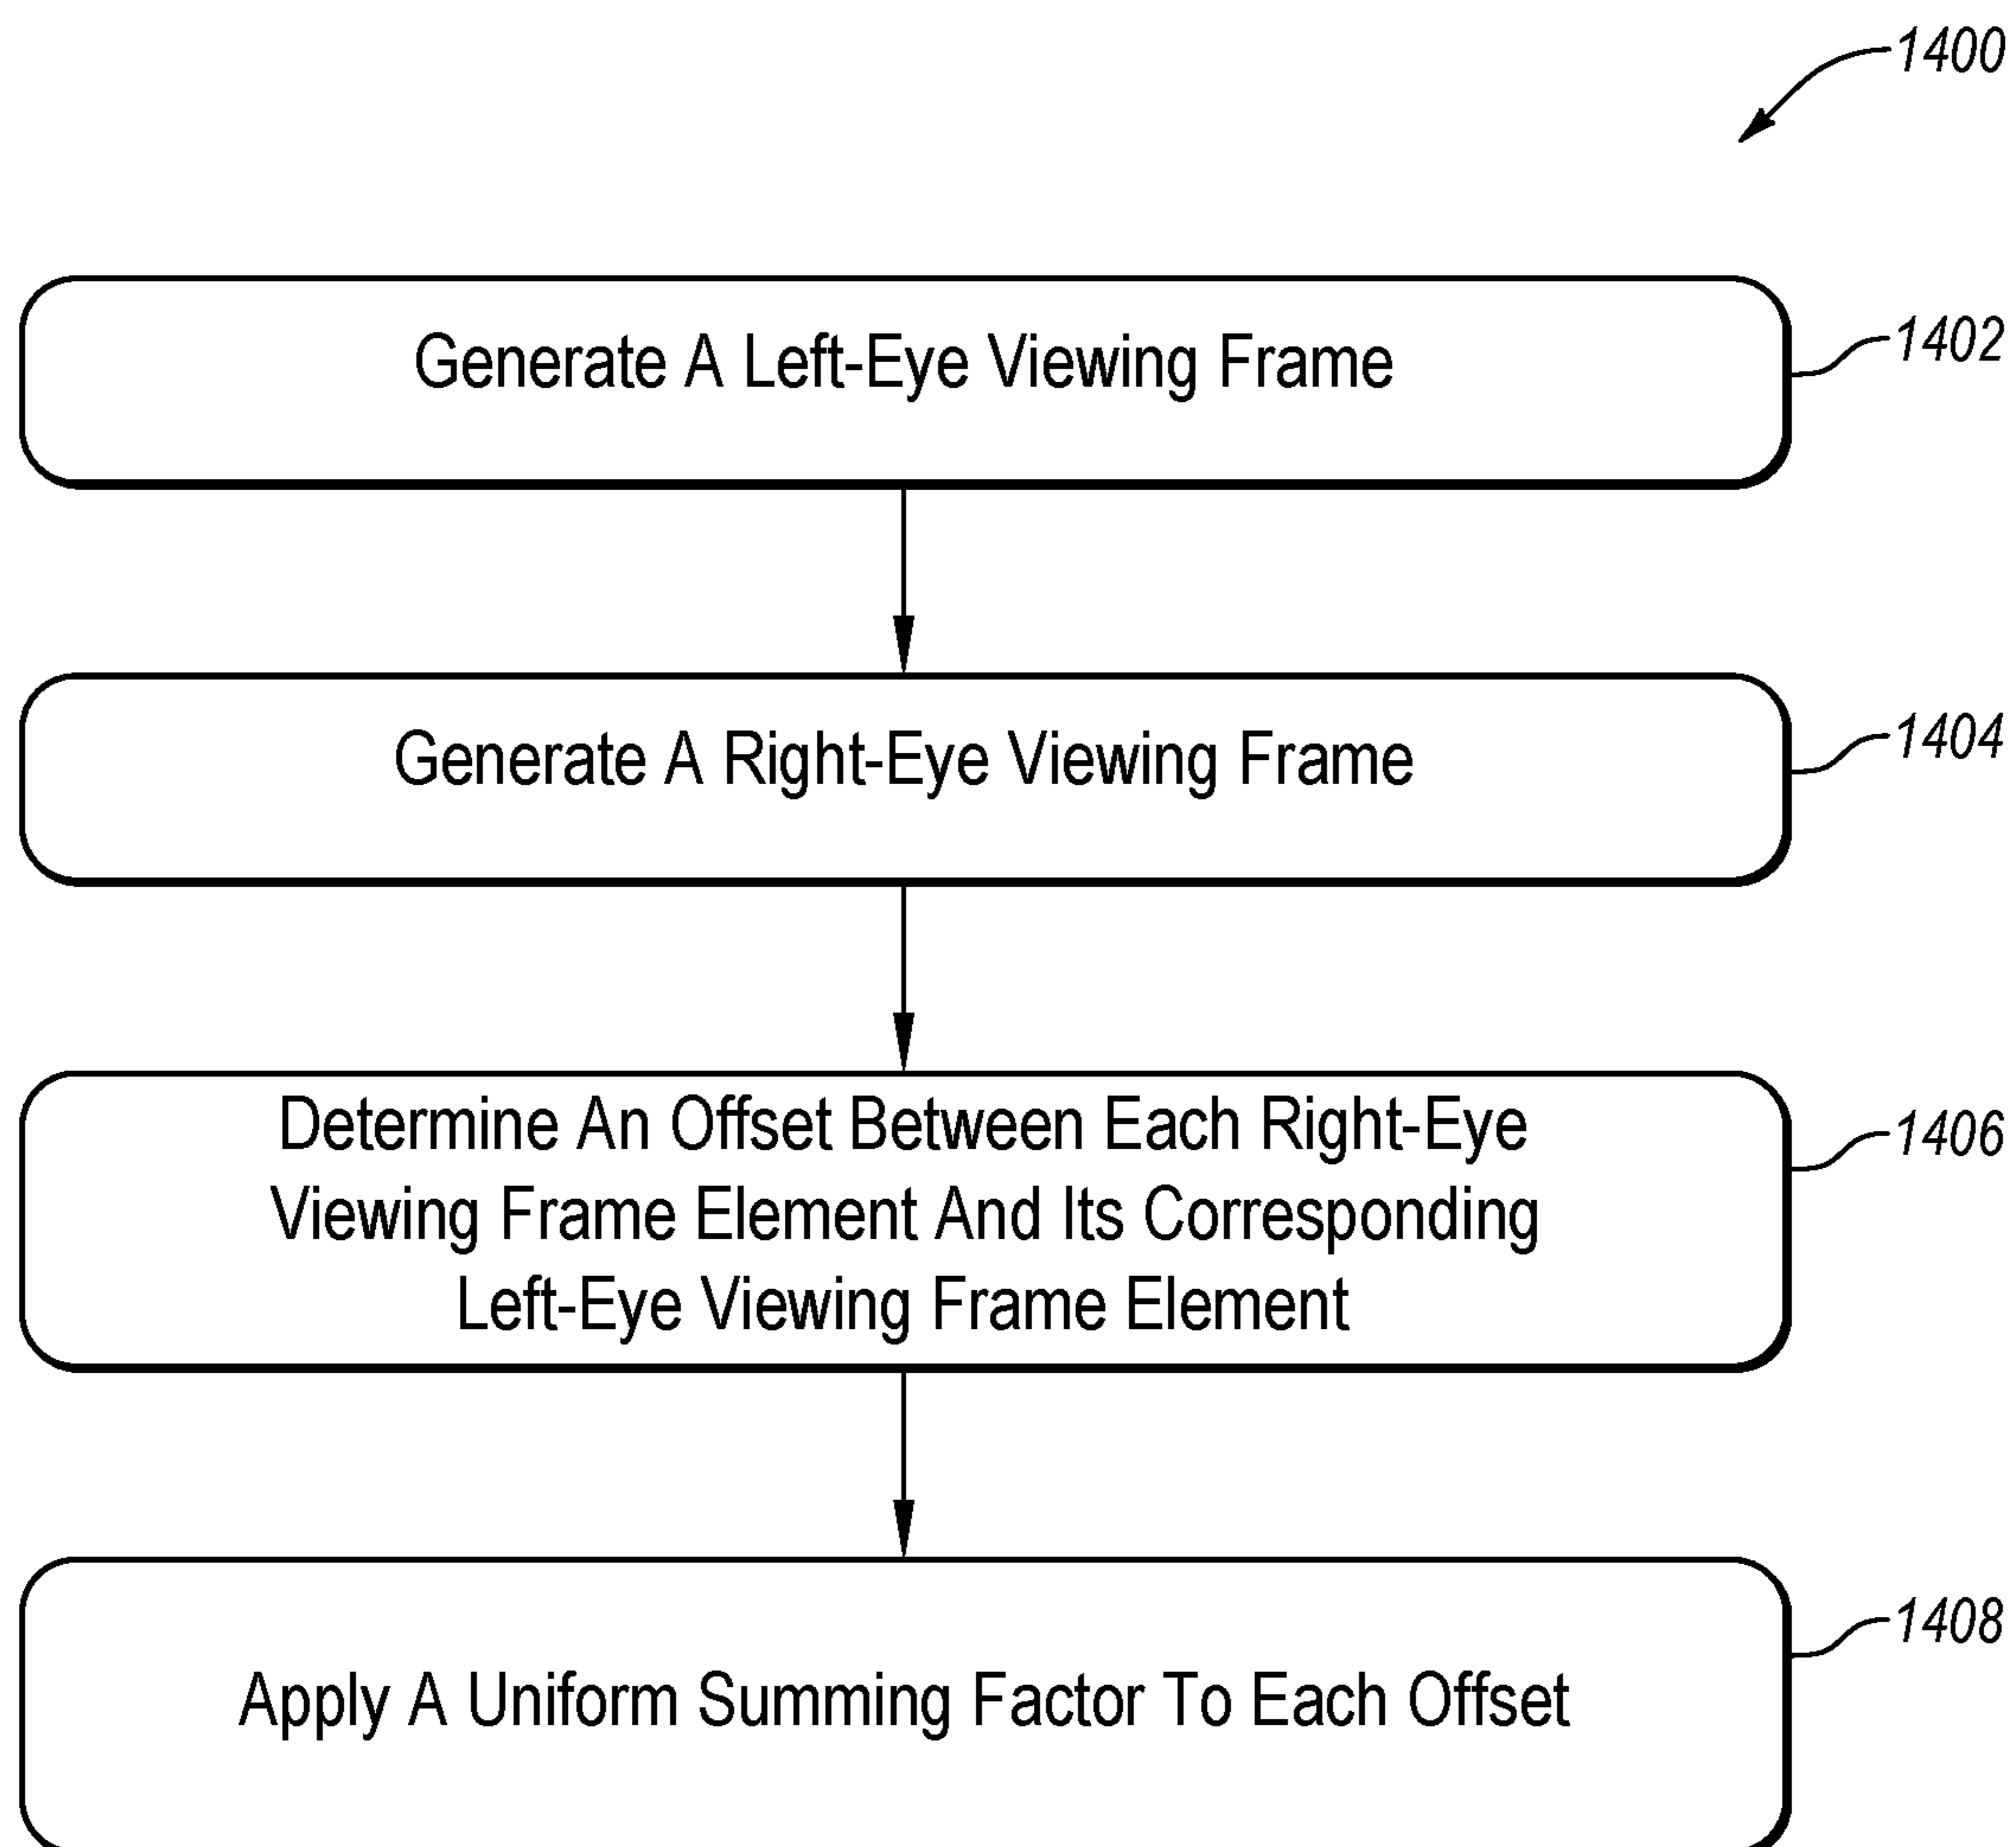 1400
Generate A Left-Eye Viewing Frame
1402
Generate A Right-Eye Viewing Frame
1404
Determine An Offset Between Each Right-Eye
Viewing Frame Element And Its Corresponding
Left-Eye Viewing Frame Element
1406
Apply A Uniform Summing Factor To Each Offset
1408